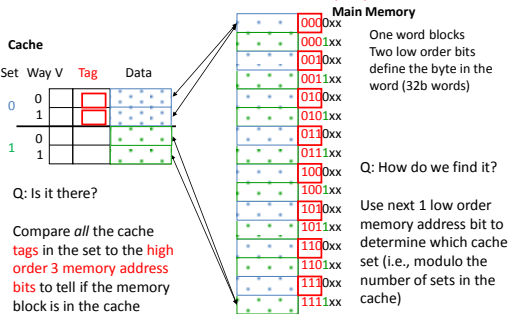 Main Memory
0000xx
0001xx
0010xx
0011xx
0100xx
0101xx
0110xx
0111xx
1000xx
1001xx
1010xx
1011xx
1100xx
1101xx
1110xx
1111xx
One word blocks
Two low order bits
define the byte in the
word (32b words)
Cache
Set Way V Tag Data
0
0
1
1
0
1
Q: Is it there?
Compare all the cache
tags in the set to the high
order 3 memory address
bits to tell if the memory
block is in the cache
Q: How do we find it?
Use next 1 low order
memory address bit to
determine which cache
set (i.e., modulo the
number of sets in the
cache)